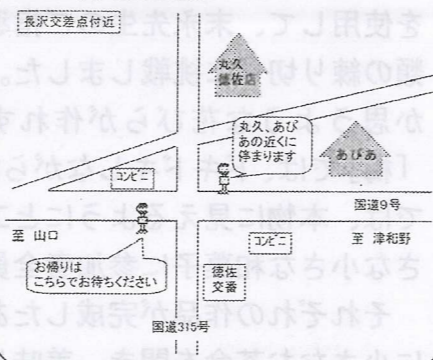 長沢交差点付近
丸久
徳佐店
丸久、あぴ
あの近くに
停まります
あぴあ
コンビニ
国道9号
至 山口
至 津和野
コンビニ
お帰りは
こちらでお待ちください
徳佐
交番
国道315号